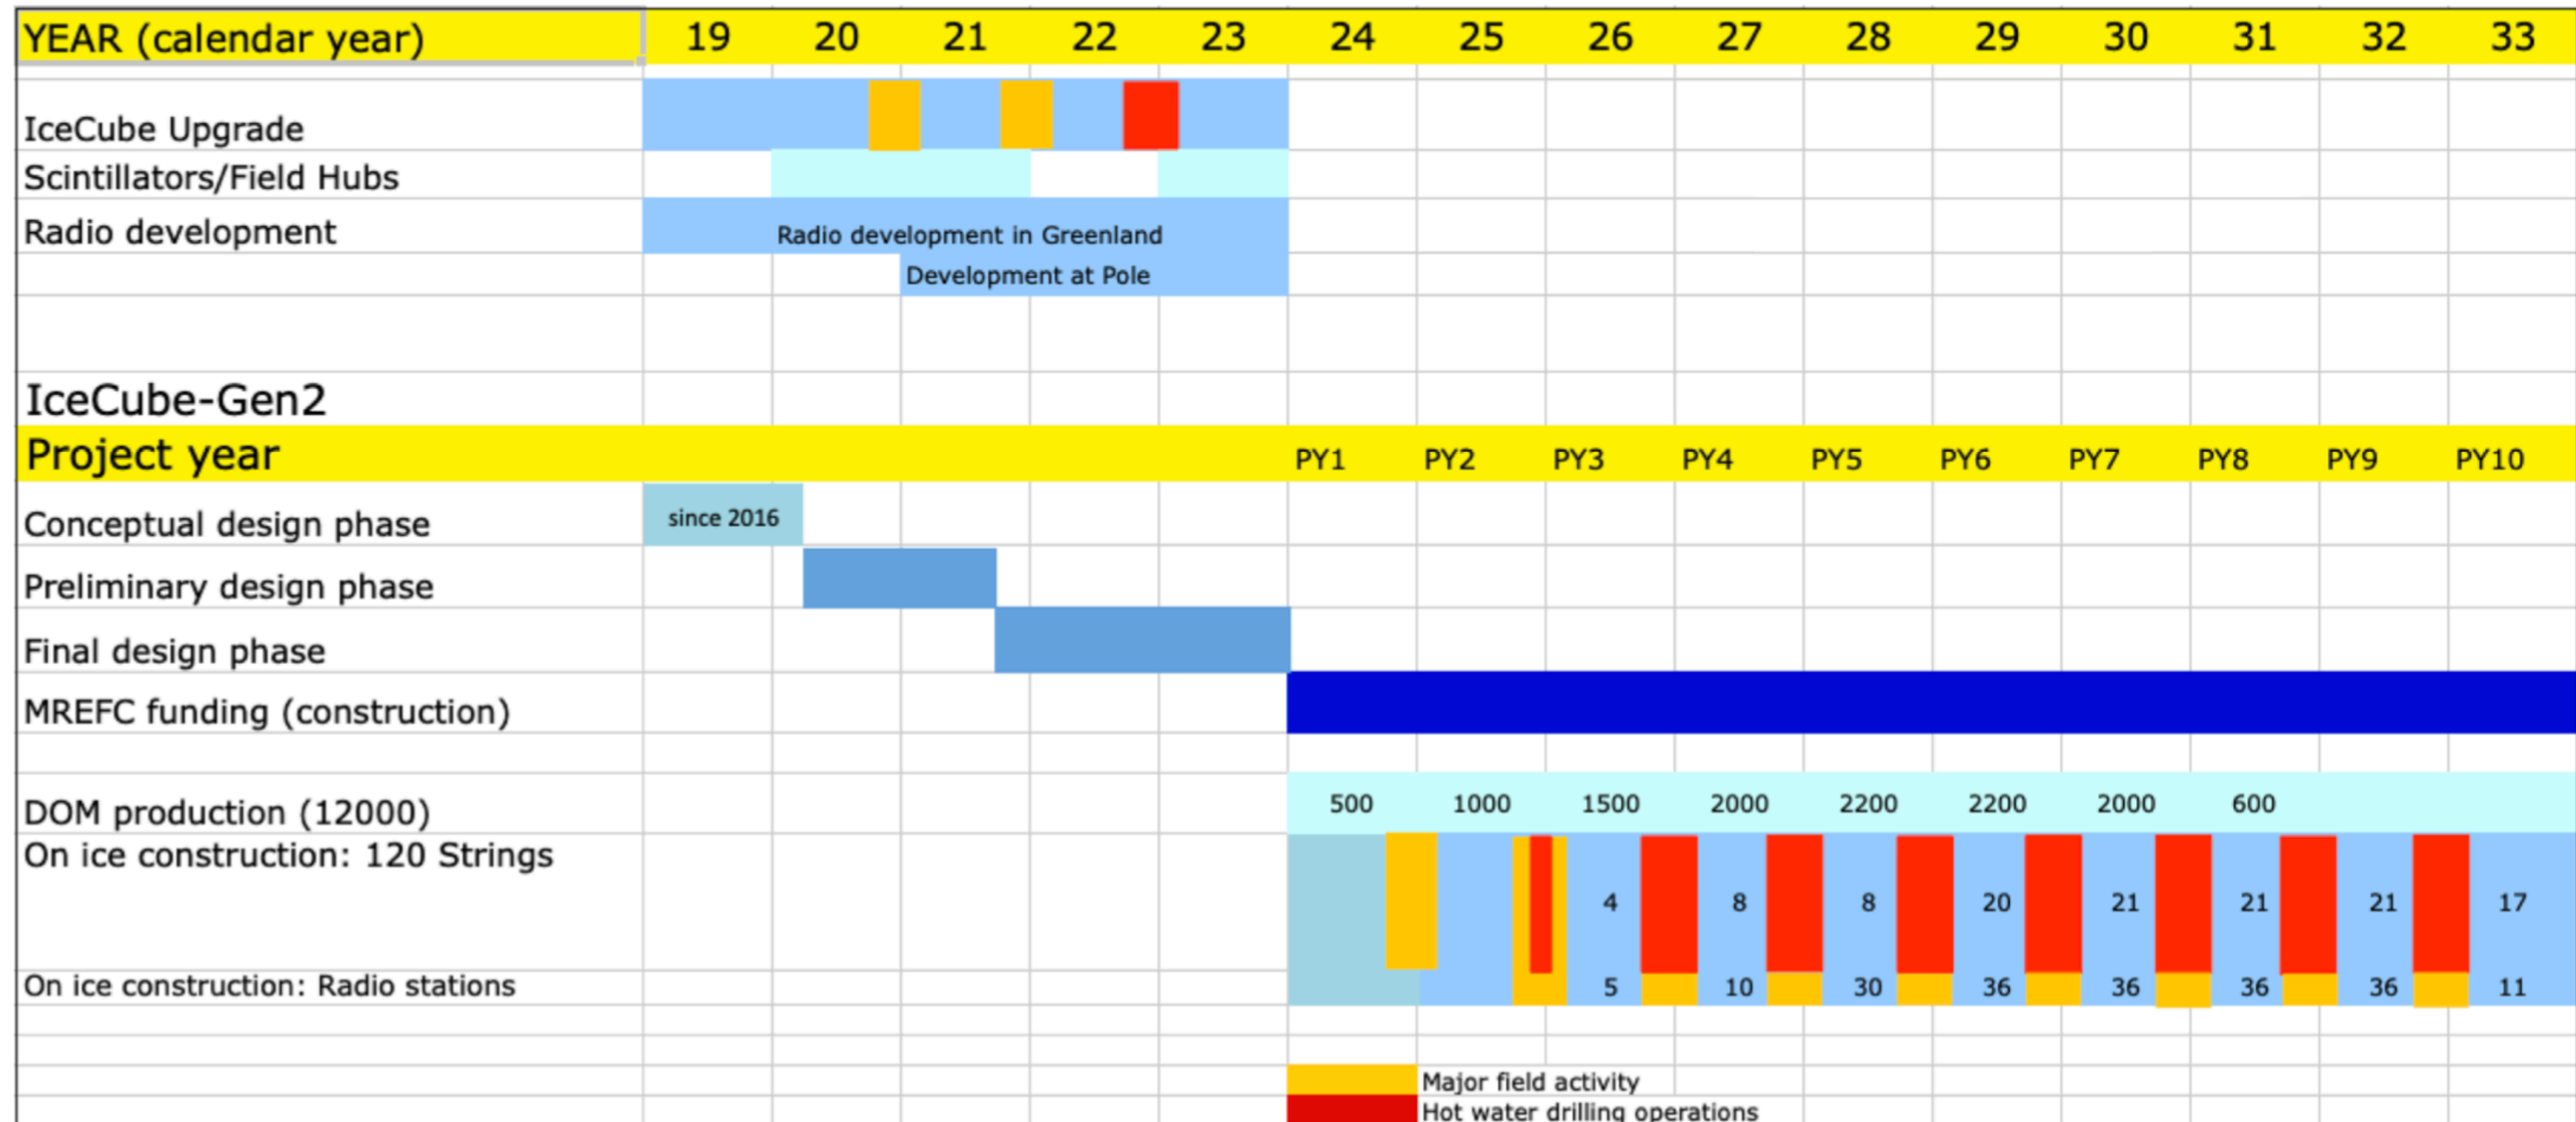 YEAR (calendar year) 19 20 21 22 23 24 25 26 27 28 29 30 31 32 33
IceCube Upgrade
Scintillators/Field Hubs
Radio development Radio development in Greenland
Development at Pole
IceCube-Gen2
Project year PY1 PY2 PY3 PY4 PY5 PY6 PY7 PY8 PY9 PY10
Conceptual design phase since 2016
Preliminary design phase
Final design phase
MREFC funding (construction)
DOM production (12000) 500 1000 1500 2000 2200 2200 2000 600
On ice construction: 120 Strings
4 8 8 20 21 21 21 17
On ice construction: Radio stations 5 10 30 36 36 36 36 11
Major field activity
Hot water drilling operations